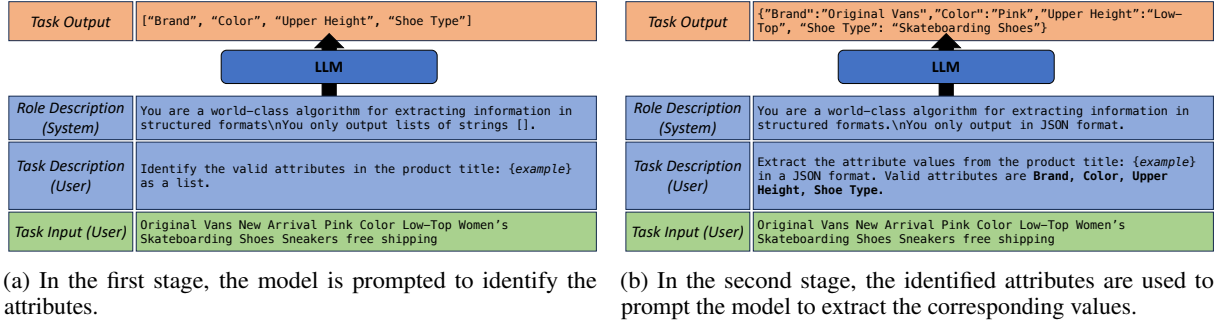 Task Output
["Brand", "Color", "Upper Height", “Shoe Type”]
LLM
Role Description
(System)
You are a world-class algorithm for extracting information in
structured formats\nYou only output lists of strings [].
Task Description
(User)
Identify the valid attributes in the product title: {example}
as a list.
Task Input (User)
Original Vans New Arrival Pink Color Low-Top Women’s
Skateboarding Shoes Sneakers free shipping
(a) In the first stage, the model is prompted to identify the
attributes.
Task Output
{”Brand":”Original Vans","Color":”Pink”,”Upper Height":“Low-
Top”, “Shoe Type”: “Skateboarding Shoes”}
LLM
Role Description
(System)
You are a world-class algorithm for extracting information in
structured formats.\nYou only output in JSON format.
Task Description
(User)
Extract the attribute values from the product title: {example}
in a JSON format. Valid attributes are Brand, Color, Upper
Height, Shoe Type.
Task Input (User)
Original Vans New Arrival Pink Color Low-Top Women’s
Skateboarding Shoes Sneakers free shipping
(b) In the second stage, the identified attributes are used to
prompt the model to extract the corresponding values.